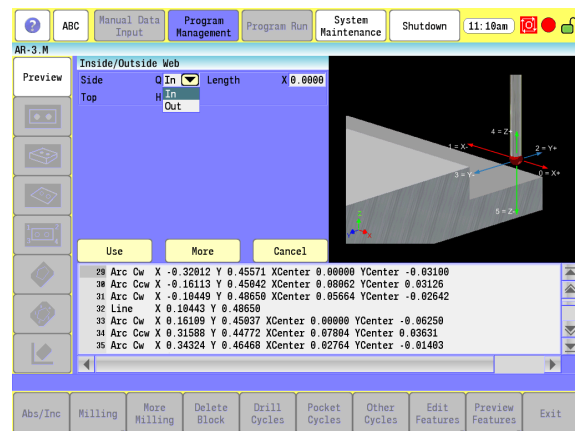 ?
ABC
Manual Data Input
Program Management
Program Run
System Maintenance
Shutdown
11:10am
AR-3.M
Preview
Inside/Outside Web
Side Q In Length X 0.0000
Top H In
Out
4 = Z+
1 = X-
2 = Y+
3 = Y-
0 = X+
5 = Z-
Z
Y X
Use More Cancel
29 Arc Cw X -0.32012 Y 0.45571 XCenter 0.00000 YCenter -0.03100
30 Arc Ccw X -0.16113 Y 0.45042 XCenter 0.08062 YCenter 0.03126
31 Arc Cw X -0.10449 Y 0.48650 XCenter 0.05664 YCenter -0.02642
32 Line X 0.10443 Y 0.48650
33 Arc Cw X 0.16109 Y 0.45037 XCenter 0.00000 YCenter -0.06250
34 Arc Ccw X 0.31588 Y 0.44772 XCenter 0.07804 YCenter 0.03631
35 Arc Cw X 0.34324 Y 0.46468 XCenter 0.02764 YCenter -0.01403
Abs/Inc
Milling
More Milling
Delete Block
Drill Cycles
Pocket Cycles
Other Cycles
Edit Features
Preview Features
Exit